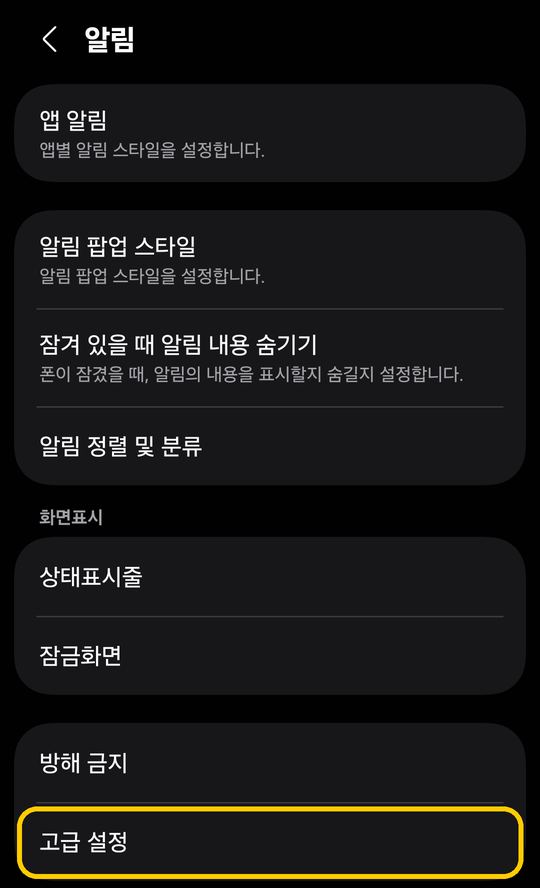 알림
앱 알림
앱별 알림 스타일을 설정합니다.
알림 팝업 스타일
알림 팝업 스타일을 설정합니다.
잠겨 있을 때 알림 내용 숨기기
폰이 잠겼을 때, 알림의 내용을 표시할지 숨길지 설정합니다.
알림 정렬 및 분류
화면표시
상태표시줄
잠금화면
방해 금지
고급 설정